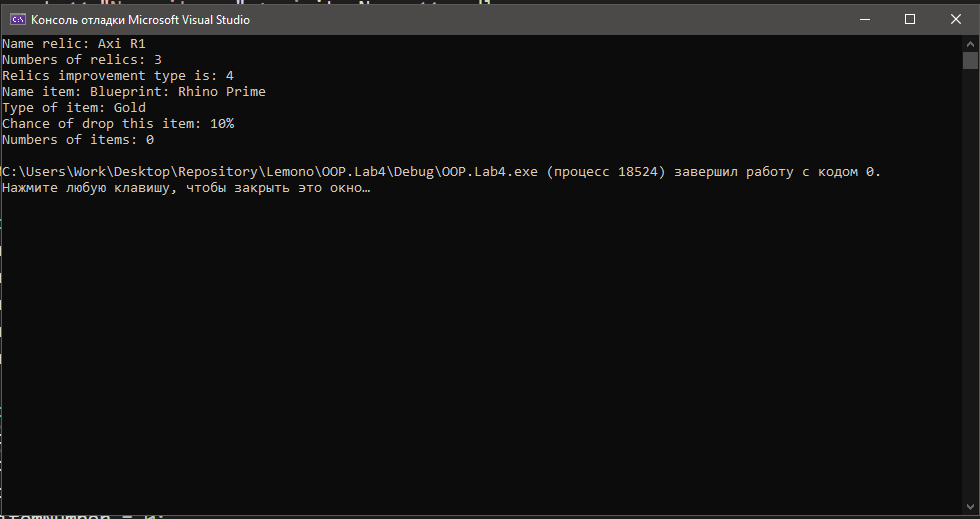 Консоль отладки Microsoft Visual Studio
Name relic: Axi R1
Numbers of relics: 3
Relics improvement type is: 4
Name item: Blueprint: Rhino Prime
Type of item: Gold
Chance of drop this item: 10%
Numbers of items: 0
C:\Users\Work\Desktop\Repository\Lemono\OOP.Lab4\Debug\OOP.Lab4.exe (процесс 18524) завершил работу с кодом 0.
Нажмите любую клавишу, чтобы закрыть это окно…